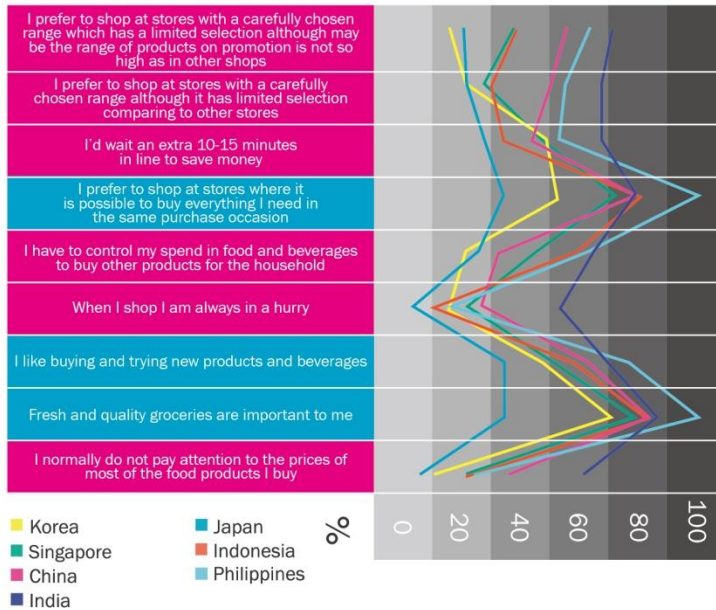 I prefer to shop at stores with a carefully chosen
range which has a limited selection although may
be the range of products on promotion is not so
high as in other shops
I prefer to shop at stores with a carefully
chosen range although it has limited selection
comparing to other stores
I'd wait an extra 10-15 minutes
in line to save money
I prefer to shop at stores where it
is possible to buy everything I need in
the same purchase occasion
I have to control my spend in food and beverages
to buy other products for the household
When I shop I am always in a hurry
I like buying and trying new products and beverages
Fresh and quality groceries are important to me
I normally do not pay attention to the prices of
most of the food products I buy
% 0 20 40 60 80 100
Korea
Singapore
China
India
Japan
Indonesia
Philippines